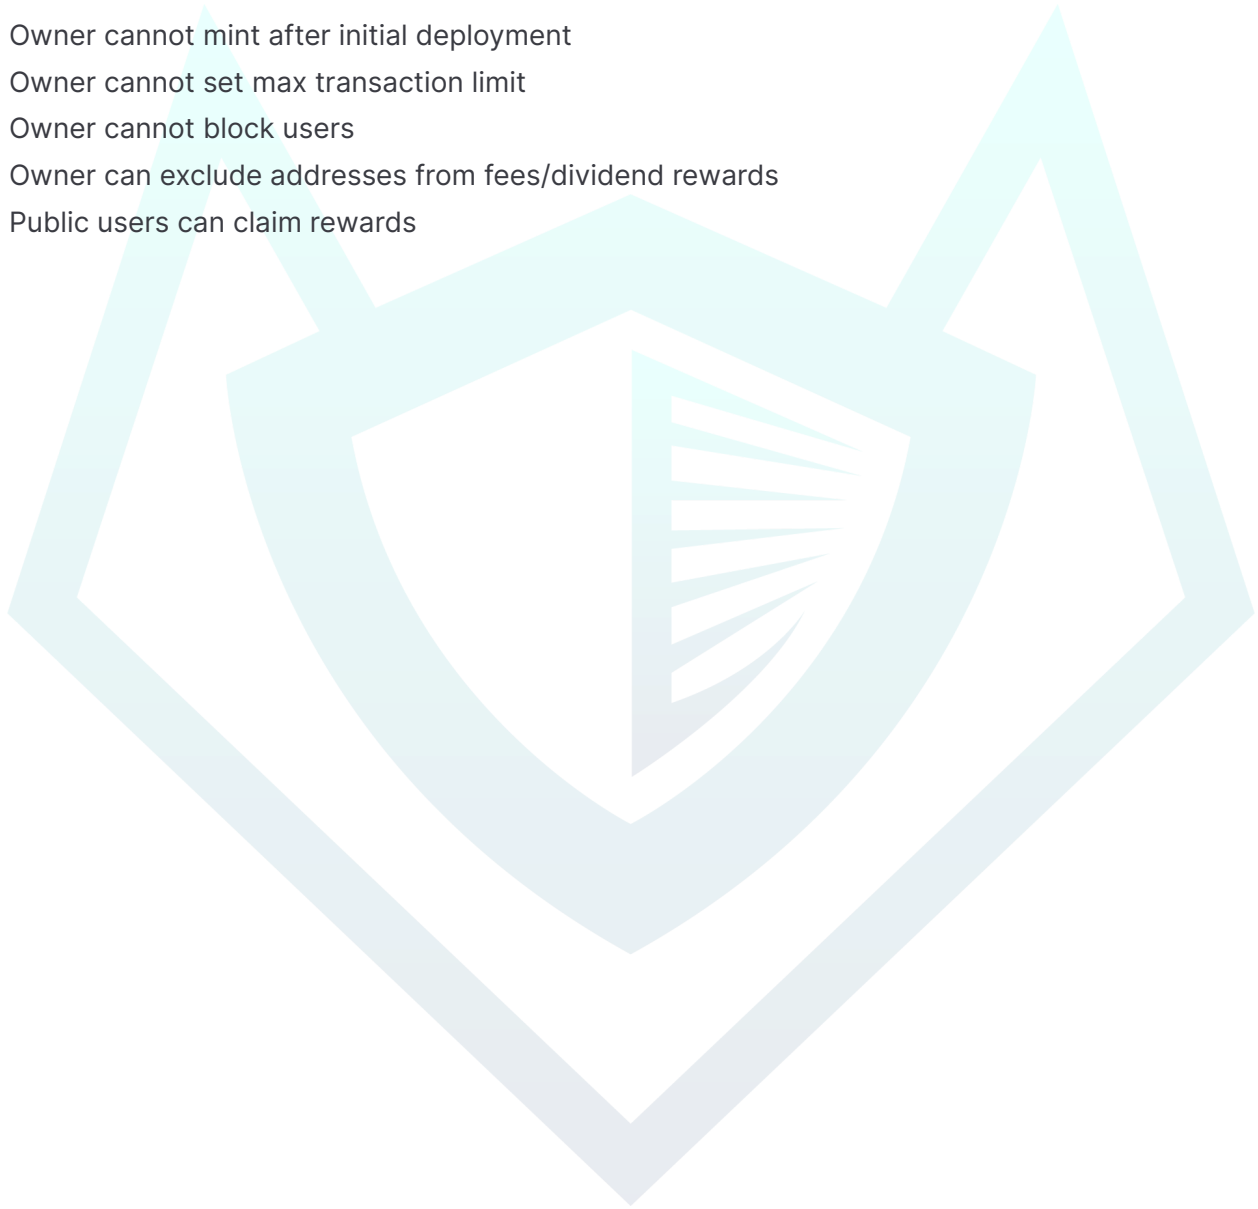 Owner cannot mint after initial deployment
Owner cannot set max transaction limit
Owner cannot block users
Owner can exclude addresses from fees/dividend rewards
Public users can claim rewards